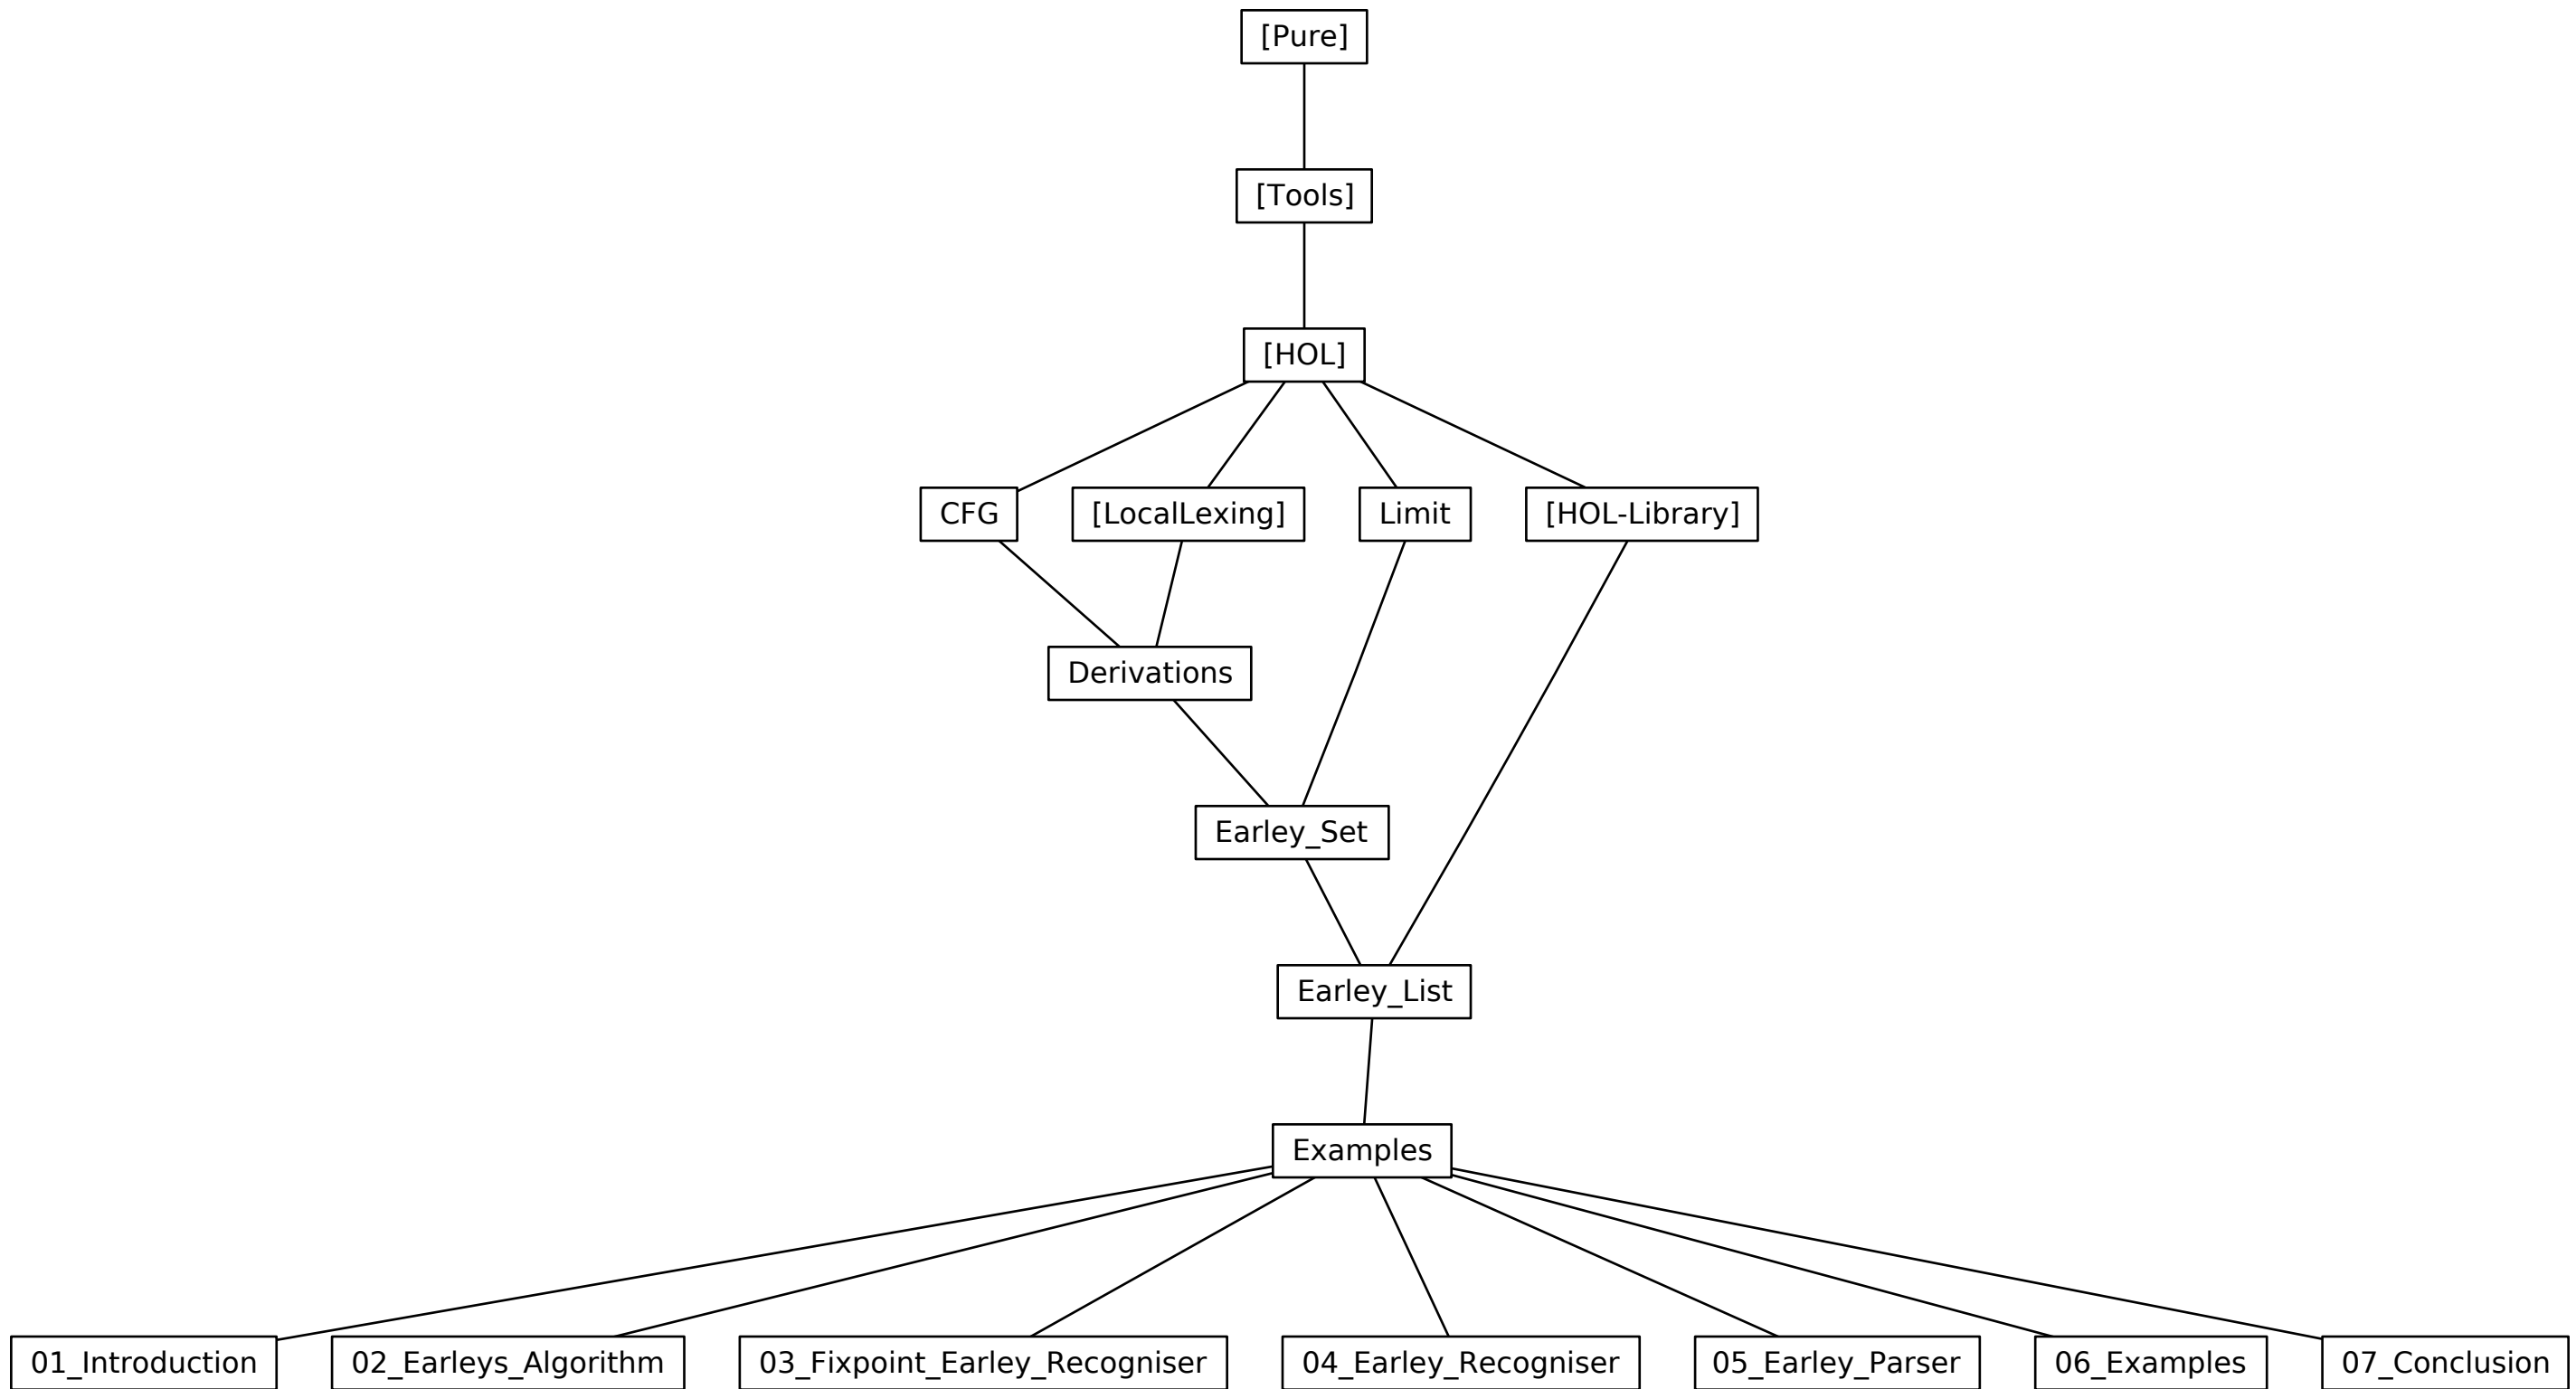 [Pure]
[Tools]
[HOL]
CFG
[LocalLexing]
Limit
[HOL-Library]
Derivations
Earley_Set
Earley_List
Examples
01_Introduction
02_Earleys_Algorithm
03_Fixpoint_Earley_Recogniser
04_Earley_Recogniser
05_Earley_Parser
06_Examples
07_Conclusion